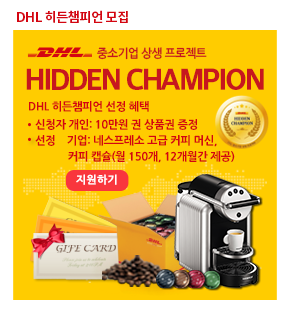 DHL 히든챔피언 모집
DHL 중소기업 상생 프로젝트
HIDDEN CHAMPION
DHL 히든챔피언 선정 혜택
• 신청자 개인: 10만원 권 상품권 증정
• 선정 기업: 네스프레소 고급 커피 머신,
커피 캡슐(월 150개, 12개월간 제공)
지원하기
HIDDEN
CHAMPION
DHL
GIFT CARD